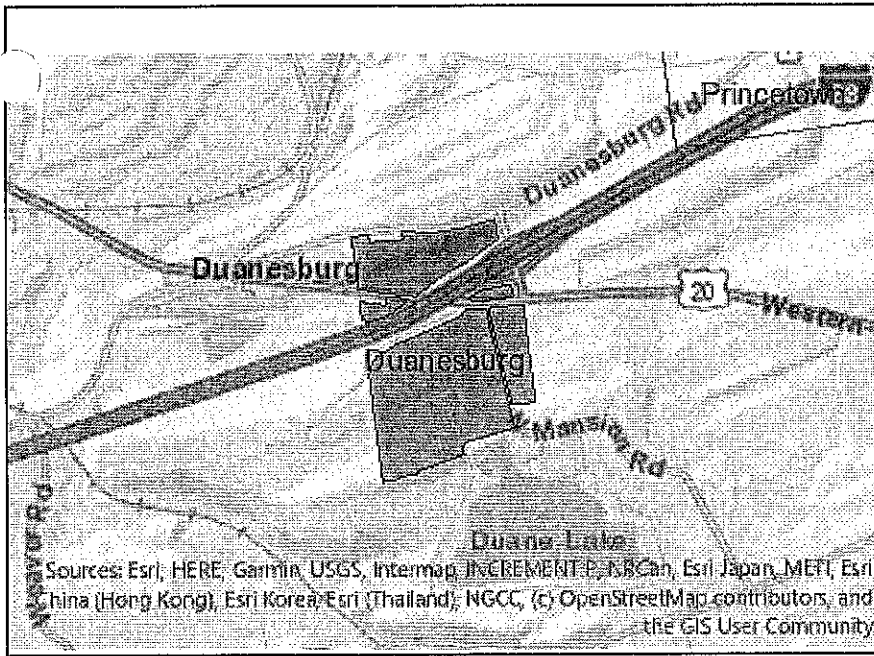 Princetown
Duanesburg Rd
Duanesburg
20
Western
Duanesburg
Mansion Rd
Duane Lake
Rd
Sources: Esri, HERE, Garmin, USGS, Intermap, INCREMENT P, NRCan, Esri Japan, METI, Esri
China (Hong Kong), Esri Korea, Esri (Thailand), NGCC, (c) OpenStreetMap contributors, and
the GIS User Community